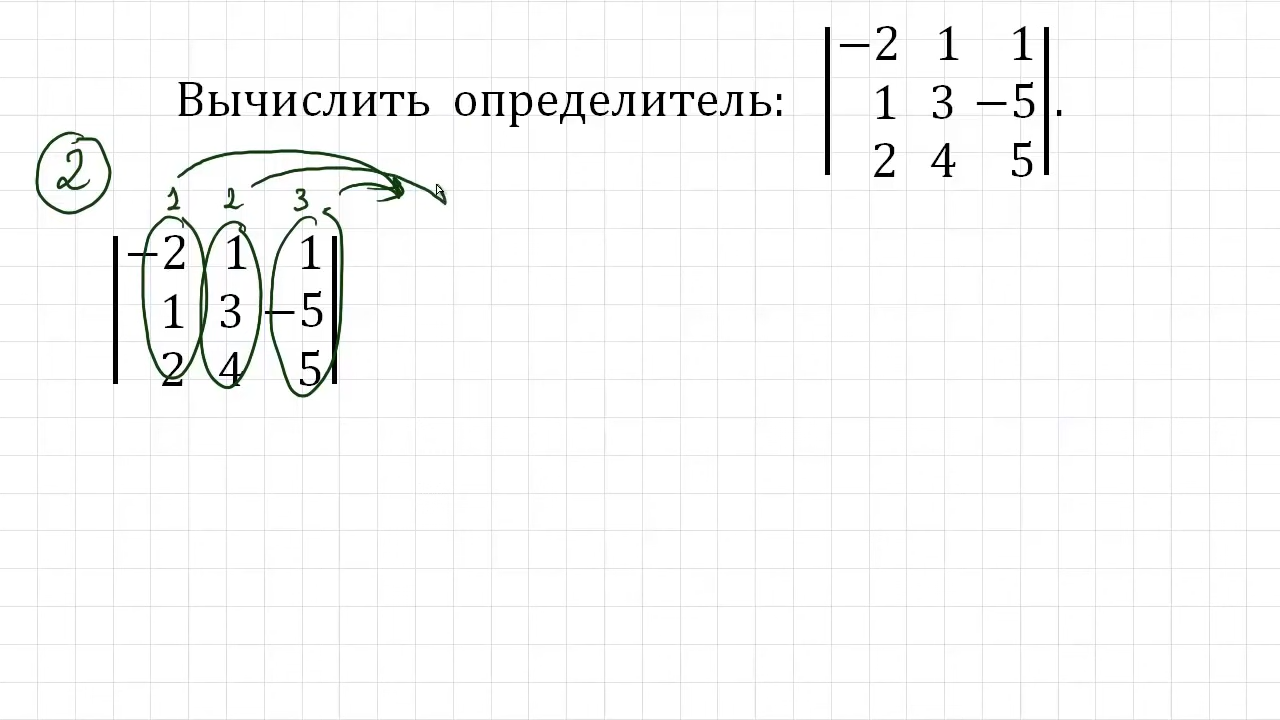 Вычислить определитель: |−2 1 1|
|1 3 −5|.
|2 4 5|
2
1 2 3
|−2 1 1|
|1 3 −5|
|2 4 5|